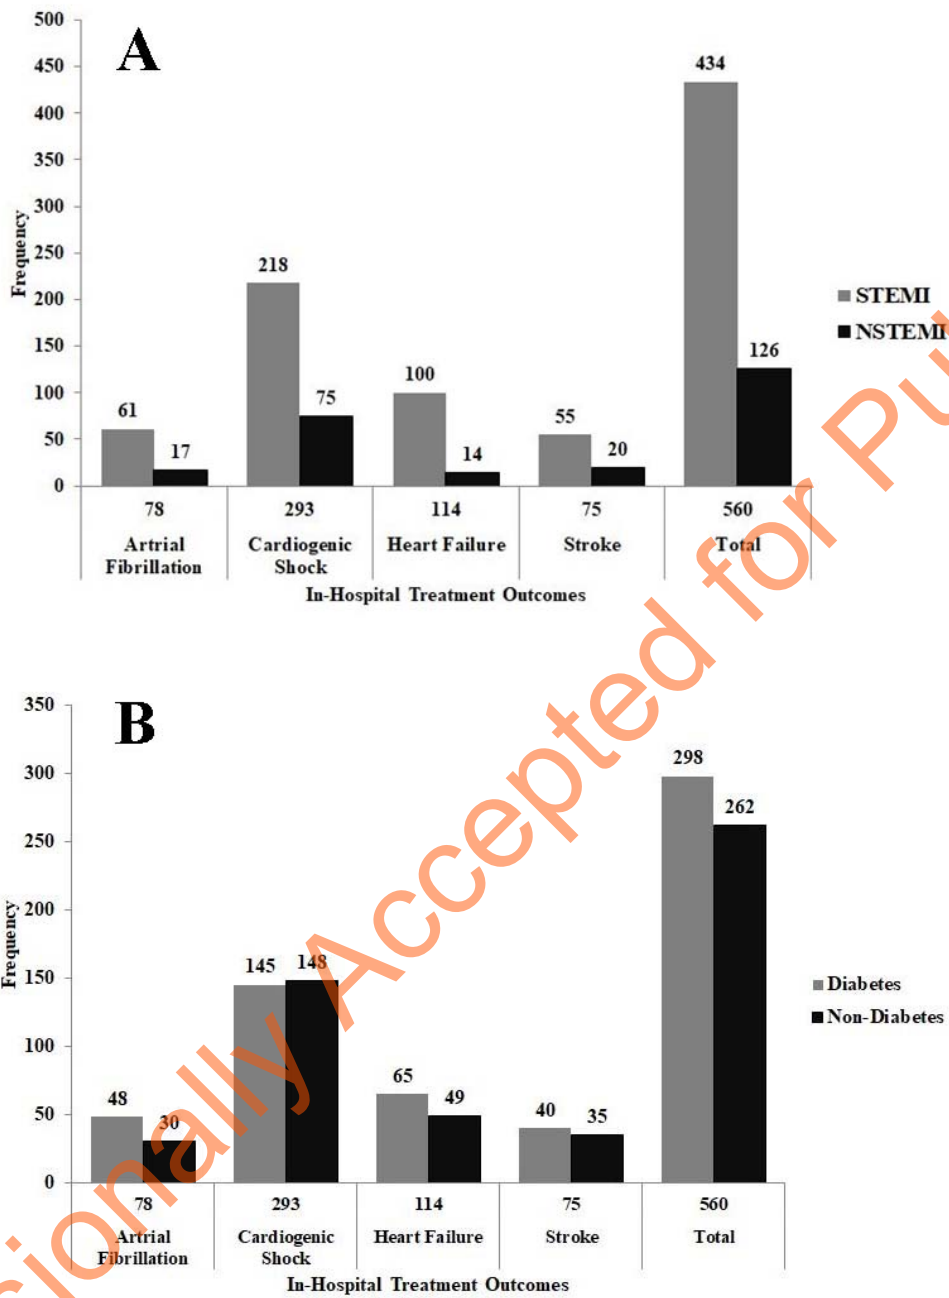 A
500
450
400
350
300
250
200
150
100
50
0
Frequency
434
218
126
100
75
61
55
17
14
20
STEMI
NSTEMI
78 293 114 75 560
Artrial Fibrillation
Cardiogenic Shock
Heart Failure
Stroke
Total
In-Hospital Treatment Outcomes
B
350
300
250
200
150
100
50
0
Frequency
298
262
145 148
65
49
48
30
40
35
Diabetes
Non-Diabetes
78 293 114 75 560
Artrial Fibrillation
Cardiogenic Shock
Heart Failure
Stroke
Total
In-Hospital Treatment Outcomes
Accepted for